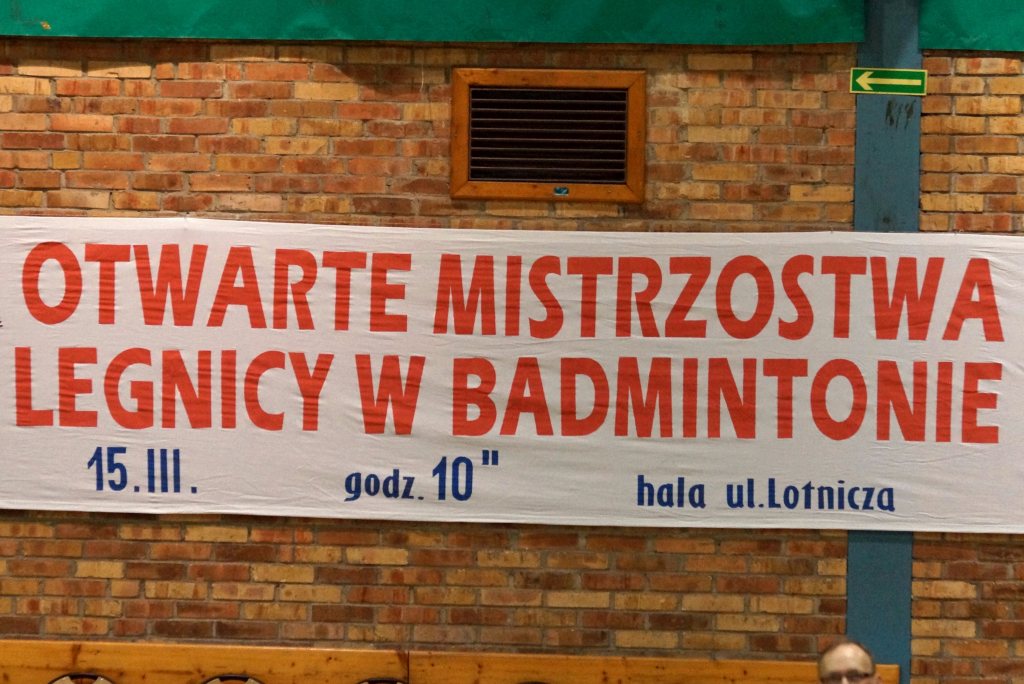 OTWARTE MISTRZOSTWA
LEGNICY W BADMINTONIE
15.III. godz. 10" hala ul. Lotnicza